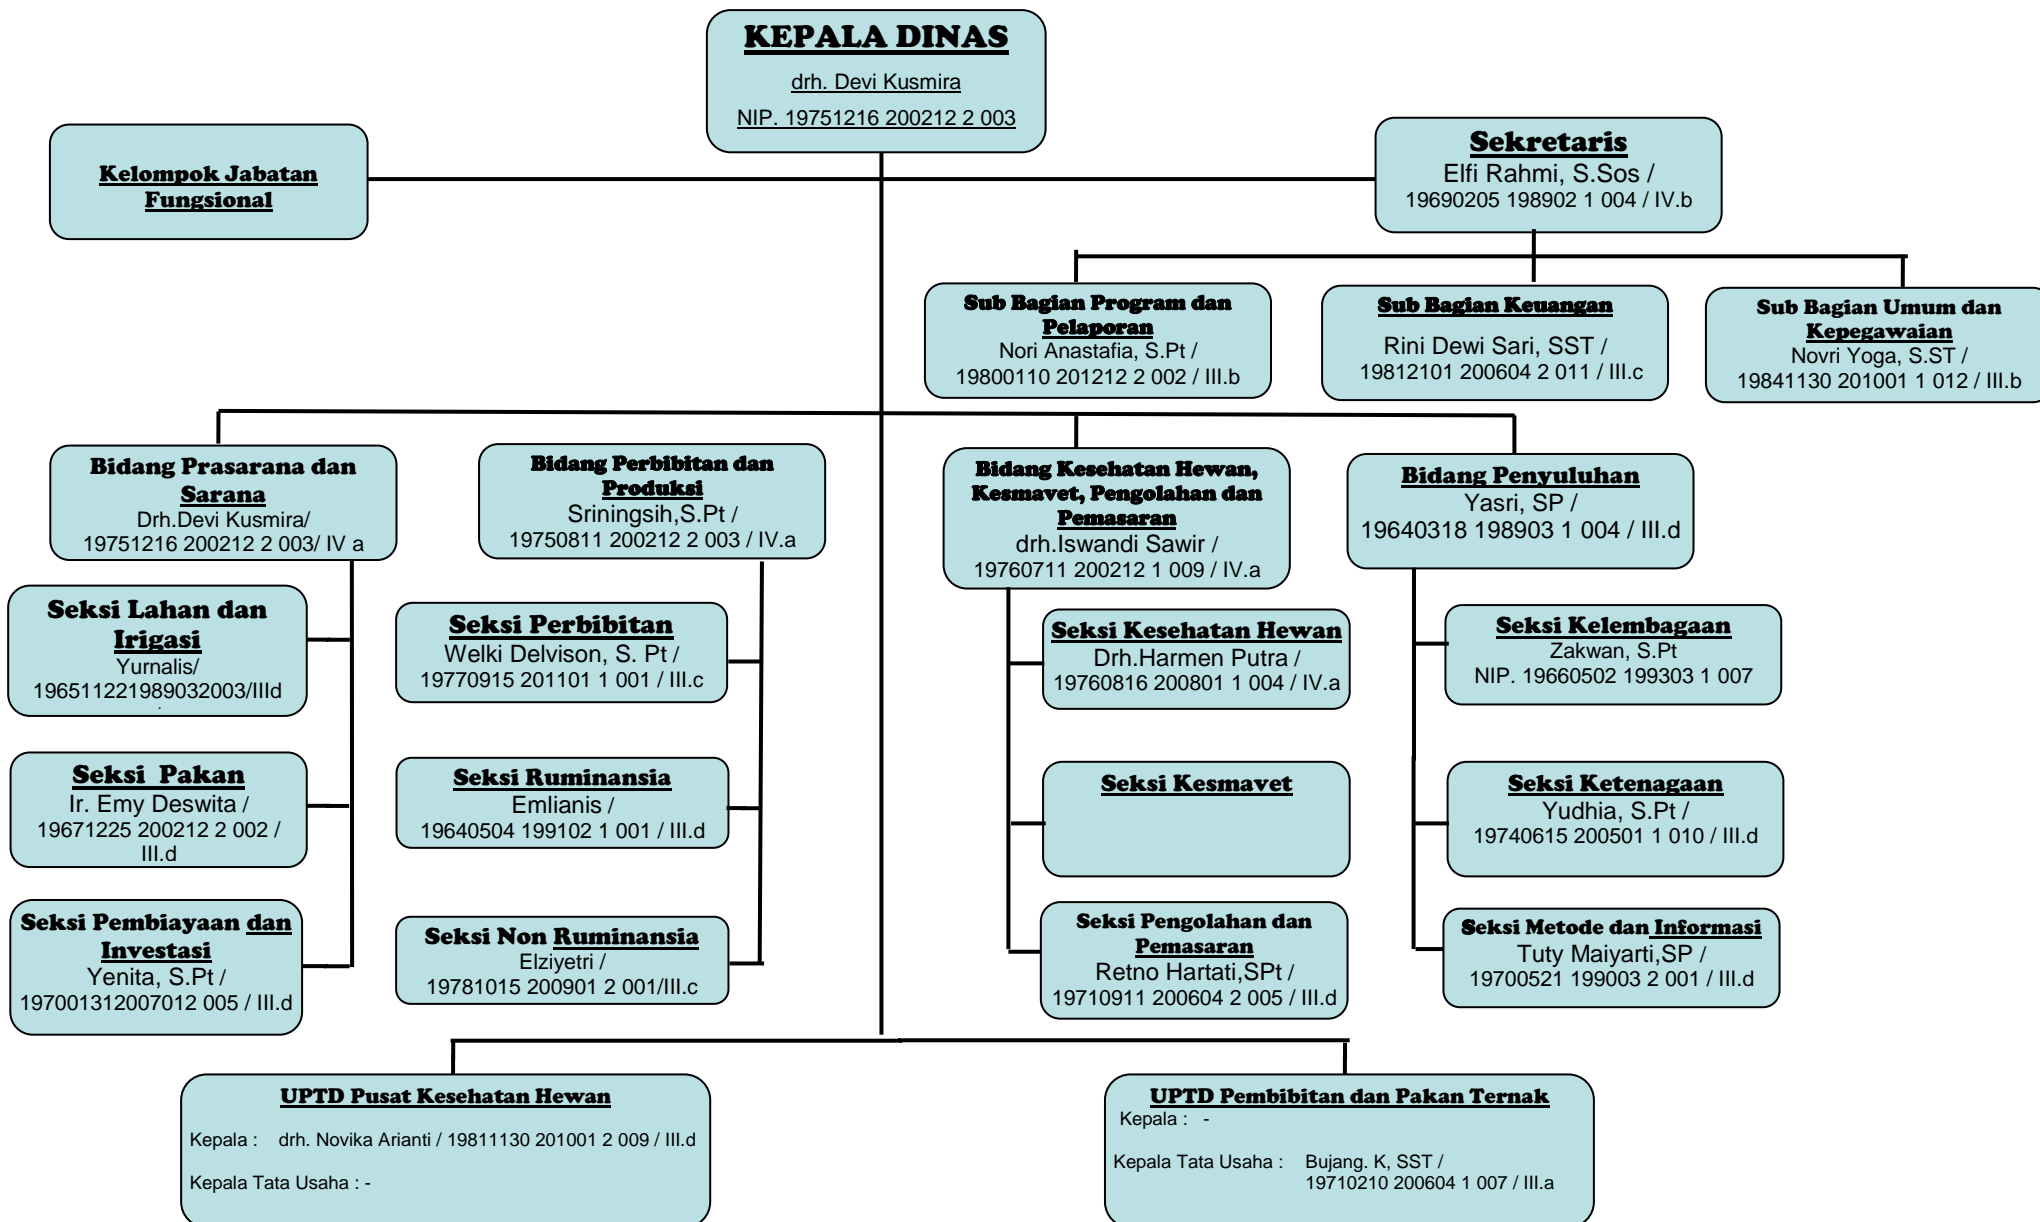 KEPALA DINAS
drh. Devi Kusmira
NIP. 19751216 200212 2 003
Kelompok Jabatan
Fungsional
Sekretaris
Elfi Rahmi, S.Sos /
19690205 198902 1 004 / IV.b
Sub Bagian Program dan
Pelaporan
Nori Anastafia, S.Pt /
19800110 201212 2 002 / III.b
Sub Bagian Keuangan
Rini Dewi Sari, SST /
19812101 200604 2 011 / III.c
Sub Bagian Umum dan
Kepegawaian
Novri Yoga, S.ST /
19841130 201001 1 012 / III.b
Bidang Prasarana dan
Sarana
Drh.Devi Kusmira/
19751216 200212 2 003/ IV a
Bidang Perbibitan dan
Produksi
Sriningsih,S.Pt /
19750811 200212 2 003 / IV.a
Bidang Kesehatan Hewan,
Kesmavet, Pengolahan dan
Pemasaran
drh.Iswandi Sawir /
19760711 200212 1 009 / IV.a
Bidang Penyuluhan
Yasri, SP /
19640318 198903 1 004 / III.d
Seksi Lahan dan
Irigasi
Yurnalis/
196511221989032003/IIId
.
Seksi Perbibitan
Welki Delvison, S. Pt /
19770915 201101 1 001 / III.c
Seksi Kesehatan Hewan
Drh.Harmen Putra /
19760816 200801 1 004 / IV.a
Seksi Kelembagaan
Zakwan, S.Pt
NIP. 19660502 199303 1 007
Seksi Pakan
Ir. Emy Deswita /
19671225 200212 2 002 /
III.d
Seksi Ruminansia
Emlianis /
19640504 199102 1 001 / III.d
Seksi Kesmavet
Seksi Ketenagaan
Yudhia, S.Pt /
19740615 200501 1 010 / III.d
Seksi Pembiayaan dan
Investasi
Yenita, S.Pt /
197001312007012 005 / III.d
Seksi Non Ruminansia
Elziyetri /
19781015 200901 2 001/III.c
Seksi Pengolahan dan
Pemasaran
Retno Hartati,SPt /
19710911 200604 2 005 / III.d
Seksi Metode dan Informasi
Tuty Maiyarti,SP /
19700521 199003 2 001 / III.d
UPTD Pusat Kesehatan Hewan
Kepala : drh. Novika Arianti / 19811130 201001 2 009 / III.d
Kepala Tata Usaha : -
UPTD Pembibitan dan Pakan Ternak
Kepala : -
Kepala Tata Usaha : Bujang. K, SST /
19710210 200604 1 007 / III.a